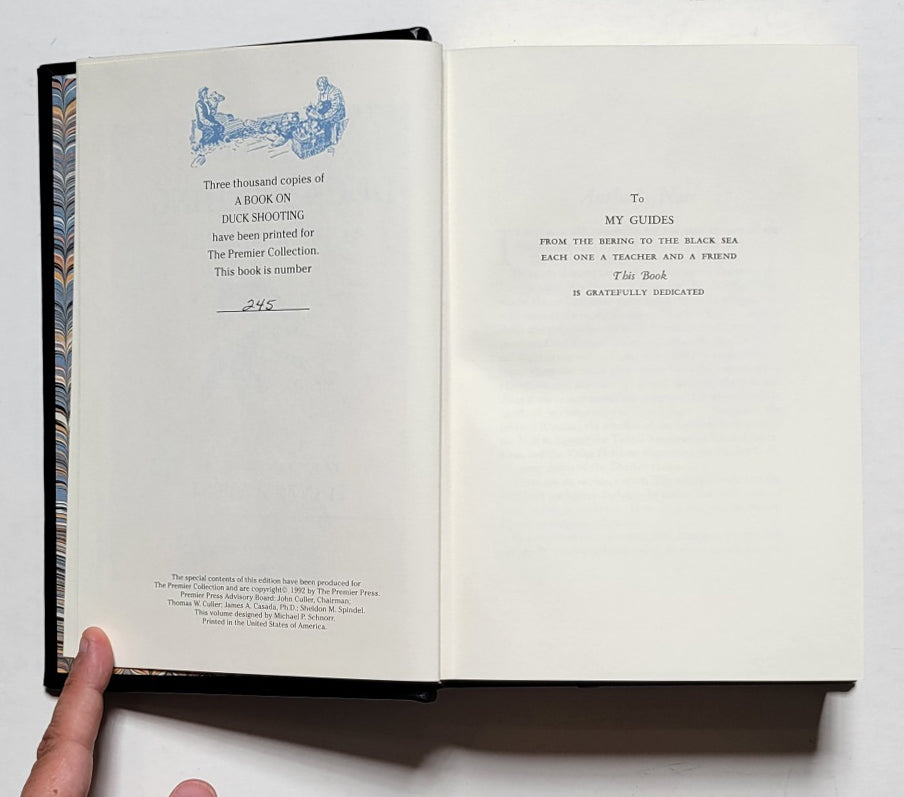 Three thousand copies of
A BOOK ON
DUCK SHOOTING
have been printed for
The Premier Collection.
This book is number
245
The special contents of this edition have been produced for
The Premier Collection and are copyright© 1992 by The Premier Press.
Premier Press Advisory Board: John Culler, Chairman;
Thomas W. Culler; James A. Casada, Ph.D.; Sheldon M. Spindel.
This volume designed by Michael P. Schnorr.
Printed in the United States of America.
To
MY GUIDES
FROM THE BERING TO THE BLACK SEA
EACH ONE A TEACHER AND A FRIEND
This Book
IS GRATEFULLY DEDICATED